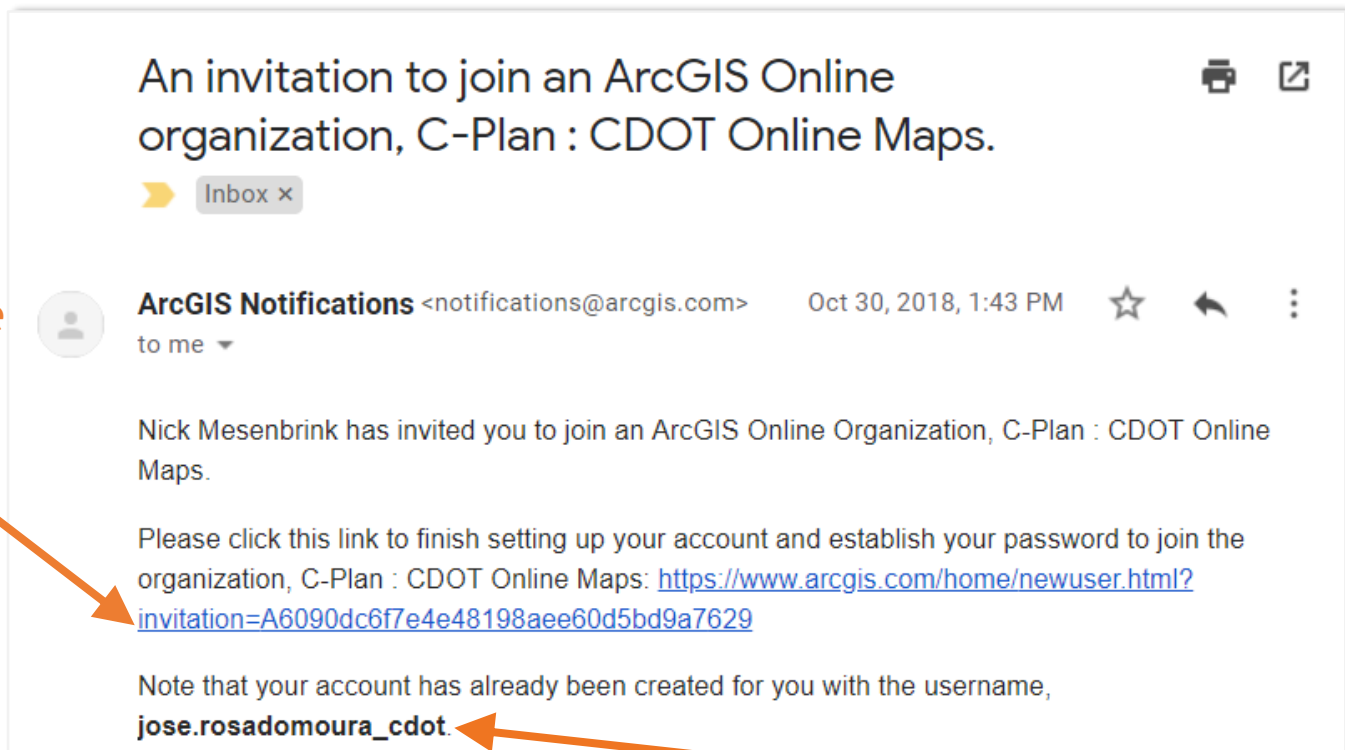 An invitation to join an ArcGIS Online
organization, C-Plan : CDOT Online Maps.
Inbox ×
ArcGIS Notifications <notifications@arcgis.com> Oct 30, 2018, 1:43 PM
to me
Nick Mesenbrink has invited you to join an ArcGIS Online Organization, C-Plan : CDOT Online
Maps.
Please click this link to finish setting up your account and establish your password to join the
organization, C-Plan : CDOT Online Maps: https://www.arcgis.com/home/newuser.html?
invitation=A6090dc6f7e4e48198aee60d5bd9a7629
Note that your account has already been created for you with the username,
jose.rosadomoura_cdot.